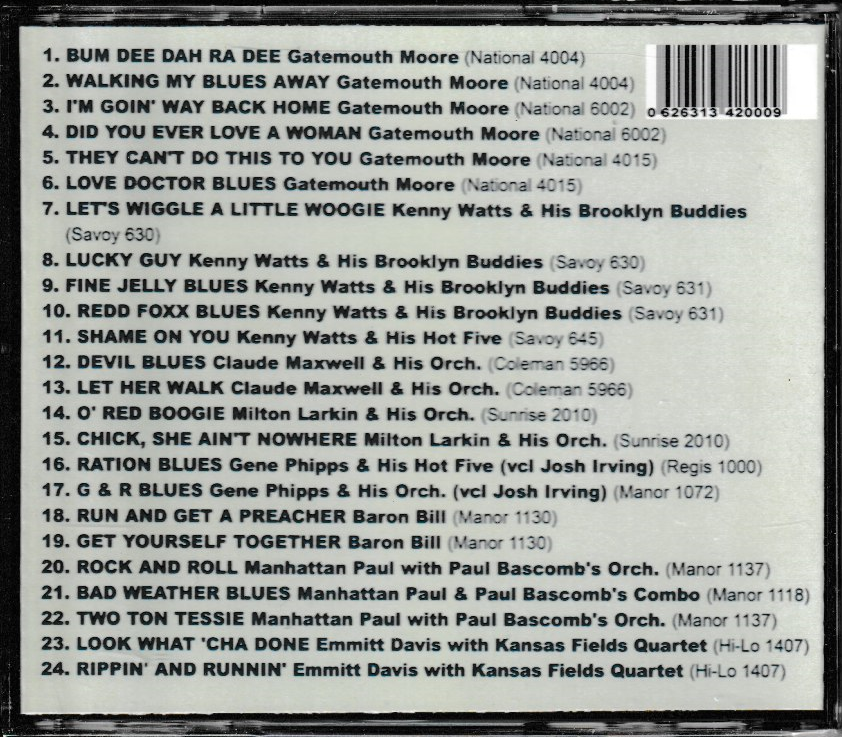 1. BUM DEE DAH RA DEE Gatemouth Moore (National 4004)
2. WALKING MY BLUES AWAY Gatemouth Moore (National 4004)
3. I'M GOIN' WAY BACK HOME Gatemouth Moore (National 6002)
0 626313 420009
4. DID YOU EVER LOVE A WOMAN Gatemouth Moore (National 6002)
5. THEY CAN'T DO THIS TO YOU Gatemouth Moore (National 4015)
6. LOVE DOCTOR BLUES Gatemouth Moore (National 4015)
7. LET'S WIGGLE A LITTLE WOOGIE Kenny Watts & His Brooklyn Buddies
(Savoy 630)
8. LUCKY GUY Kenny Watts & His Brooklyn Buddies (Savoy 630)
9. FINE JELLY BLUES Kenny Watts & His Brooklyn Buddies (Savoy 631)
10. REDD FOXX BLUES Kenny Watts & His Brooklyn Buddies (Savoy 631)
11. SHAME ON YOU Kenny Watts & His Hot Five (Savoy 645)
12. DEVIL BLUES Claude Maxwell & His Orch. (Coleman 5966)
13. LET HER WALK Claude Maxwell & His Orch. (Coleman 5966)
14. O' RED BOOGIE Milton Larkin & His Orch. (Sunrise 2010)
15. CHICK, SHE AIN'T NOWHERE Milton Larkin & His Orch. (Sunrise 2010)
16. RATION BLUES Gene Phipps & His Hot Five (vcl Josh Irving) (Regis 1000)
17. G & R BLUES Gene Phipps & His Orch. (vcl Josh Irving) (Manor 1072)
18. RUN AND GET A PREACHER Baron Bill (Manor 1130)
19. GET YOURSELF TOGETHER Baron Bill (Manor 1130)
20. ROCK AND ROLL Manhattan Paul with Paul Bascomb's Orch. (Manor 1137)
21. BAD WEATHER BLUES Manhattan Paul & Paul Bascomb's Combo (Manor 1118)
22. TWO TON TESSIE Manhattan Paul with Paul Bascomb's Orch. (Manor 1137)
23. LOOK WHAT 'CHA DONE Emmitt Davis with Kansas Fields Quartet (Hi-Lo 1407)
24. RIPPIN' AND RUNNIN' Emmitt Davis with Kansas Fields Quartet (Hi-Lo 1407)